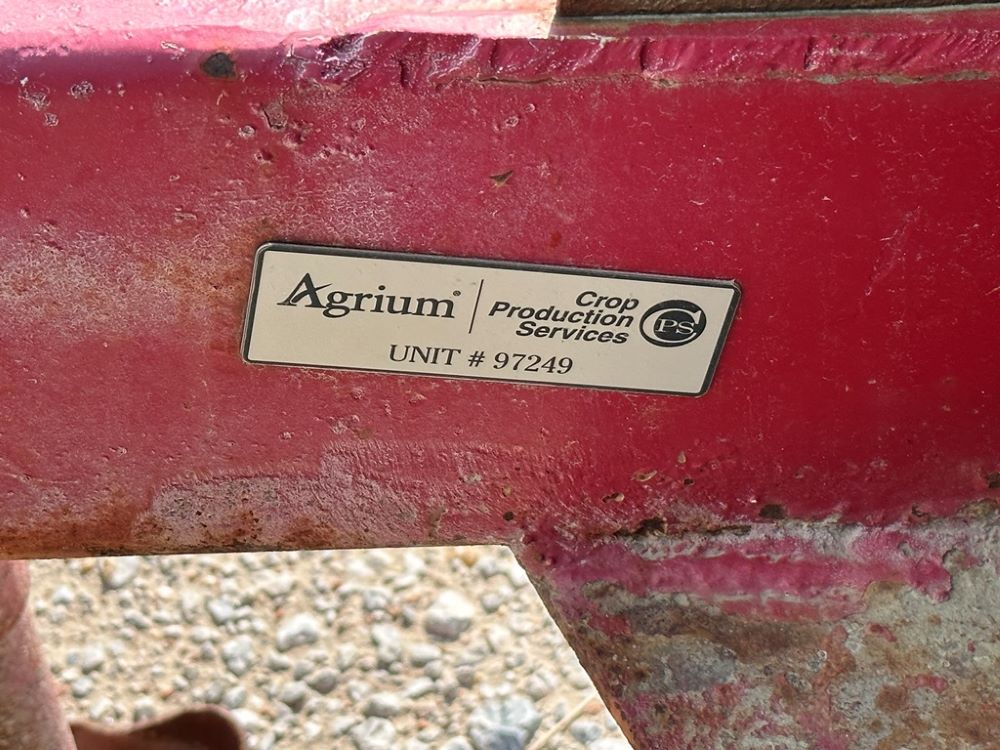 Agrium®
Crop
Production
Services
CPS
UNIT # 97249